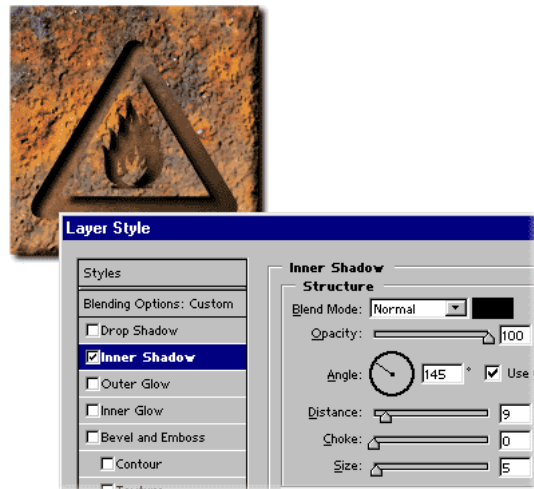 Layer Style
Styles
Blending Options: Custom
Drop Shadow
Inner Shadow
Outer Glow
Inner Glow
Bevel and Emboss
Contour
Texture
Inner Shadow
Structure
Blend Mode: Normal
Opacity: 100
Angle: 145 ° Use
Distance: 9
Choke: 0
Size: 5